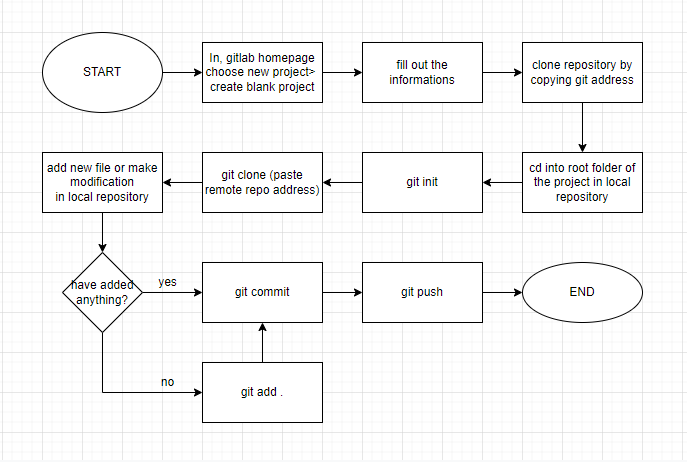 START
In, gitlab homepage
choose new project>
create blank project
fill out the
informations
clone repository by
copying git address
cd into root folder of
the project in local
repository
git init
git clone (paste
remote repo address)
add new file or make
modification
in local repository
have added
anything?
yes
git commit
git push
END
no
git add .